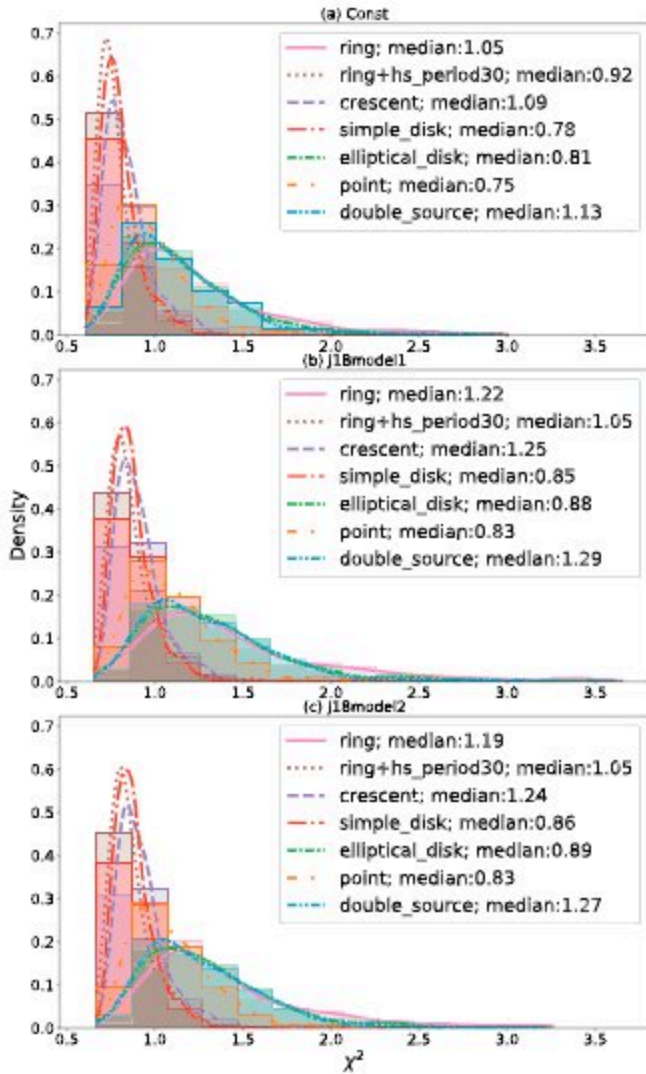 (a) Const
0.7
0.6
0.5
0.4
0.3
0.2
0.1
0.0
ring; median:1.05
ring+hs_period30; median:0.92
crescent; median:1.09
simple_disk; median:0.78
elliptical_disk; median:0.81
point; median:0.75
double_source; median:1.13
0.5 1.0 1.5 2.0 2.5 3.0 3.5
(b) J18model1
0.7
0.6
0.5
0.4
0.3
0.2
0.1
0.0
Density
ring; median:1.22
ring+hs_period30; median:1.05
crescent; median:1.25
simple_disk; median:0.85
elliptical_disk; median:0.88
point; median:0.83
double_source; median:1.29
0.5 1.0 1.5 2.0 2.5 3.0 3.5
(c) J18model2
0.7
0.6
0.5
0.4
0.3
0.2
0.1
0.0
ring; median:1.19
ring+hs_period30; median:1.05
crescent; median:1.24
simple_disk; median:0.86
elliptical_disk; median:0.89
point; median:0.83
double_source; median:1.27
0.5 1.0 1.5 2.0 2.5 3.0 3.5
χ²